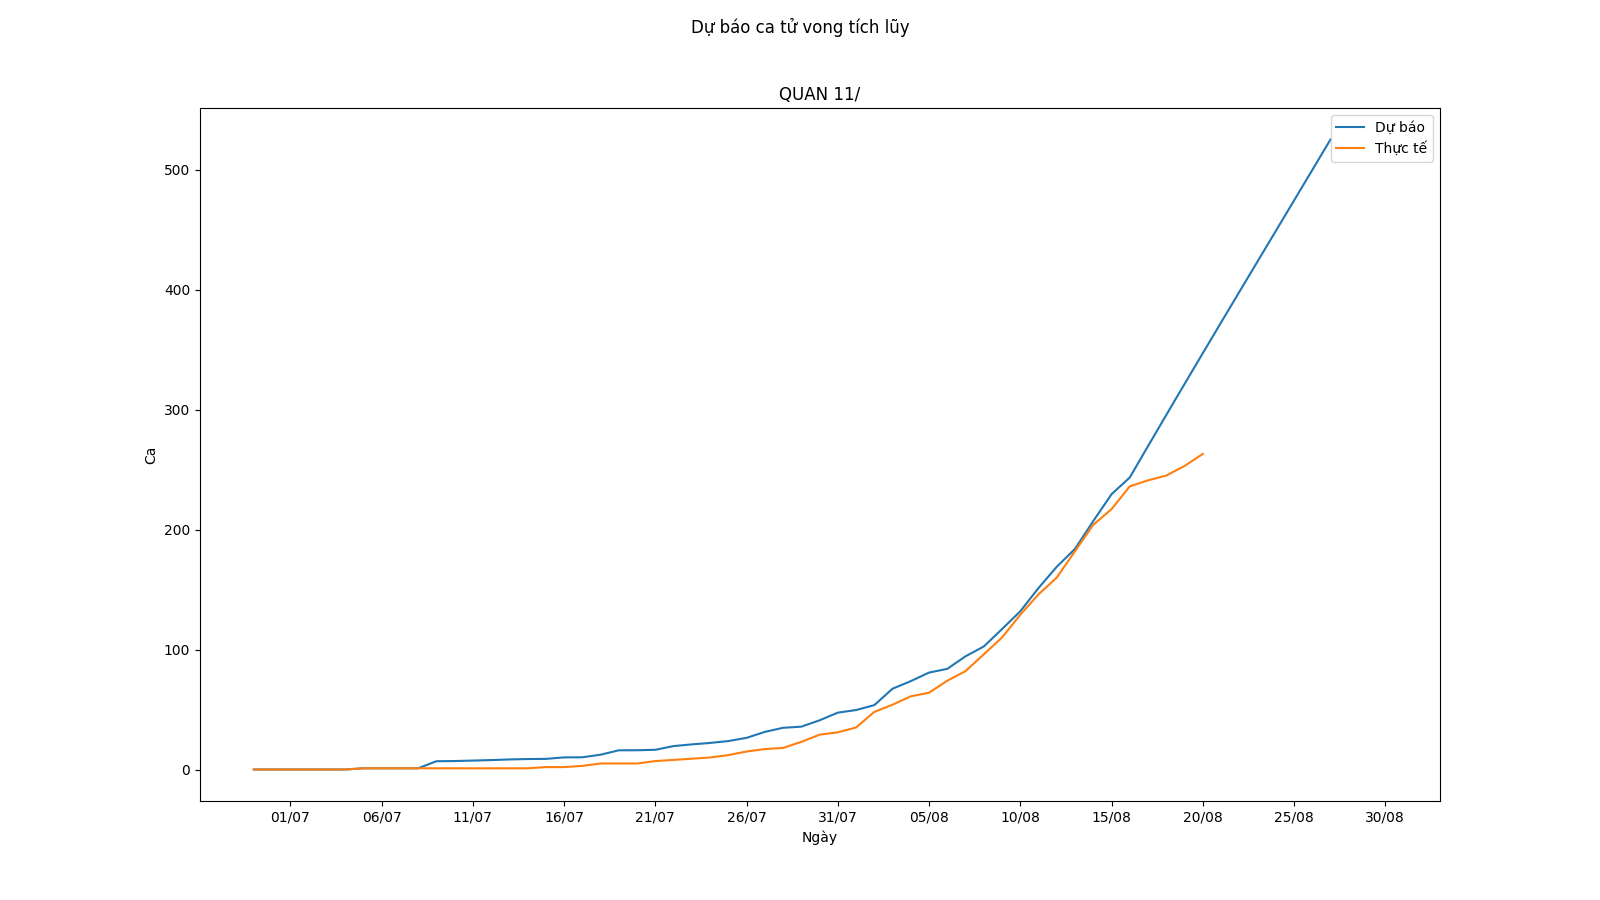 Dự báo ca tử vong tích lũy
QUAN 11/
Dự báo
Thực tế
500
400
300
200
100
0
Ca
01/07 06/07 11/07 16/07 21/07 26/07 31/07 05/08 10/08 15/08 20/08 25/08 30/08
Ngày